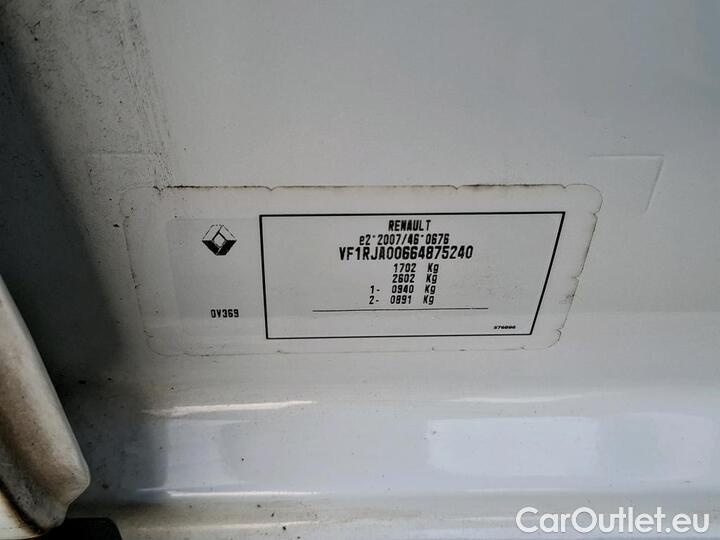 RENAULT
e2*2007/46*0676
VF1RJA00664875240
1702 Kg
2602 Kg
1- 0940 Kg
2- 0891 Kg
0V369
576006
CarOutlet.eu